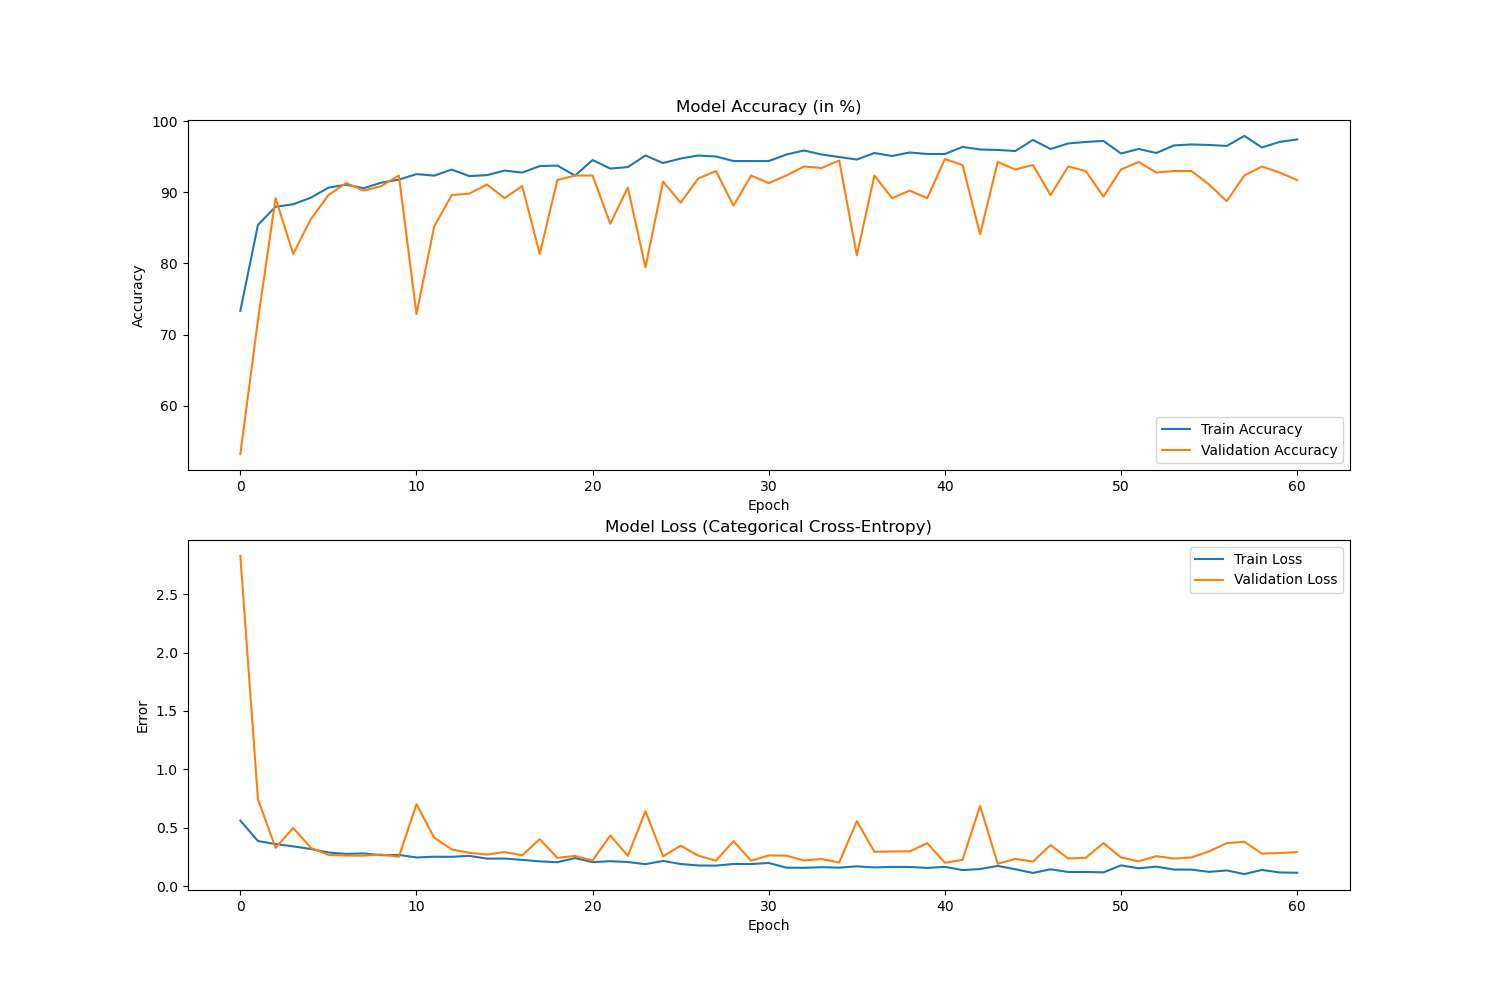 Model Accuracy (in %)
100
90
80
70
60
Accuracy
Train Accuracy
Validation Accuracy
0 10 20 30 40 50 60
Epoch
Model Loss (Categorical Cross-Entropy)
Train Loss
Validation Loss
2.5
2.0
1.5
1.0
0.5
0.0
Error
0 10 20 30 40 50 60
Epoch